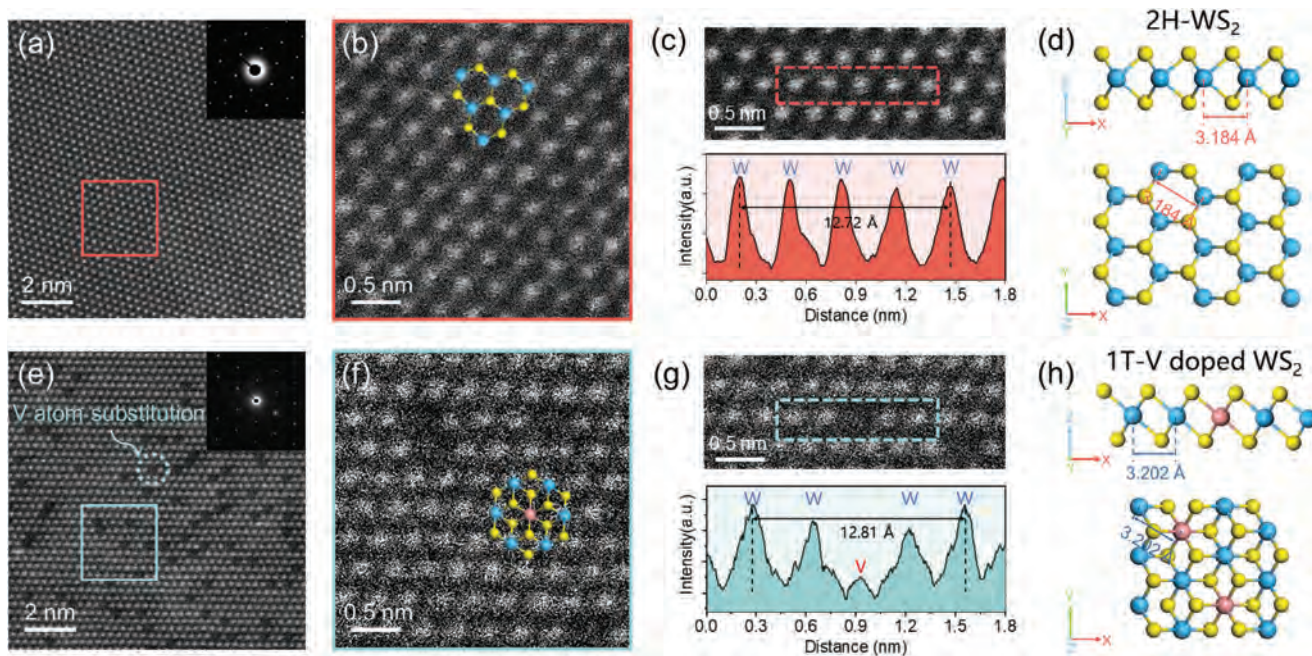 (a)
2 nm
(b)
0.5 nm
(c)
0.5 nm
W W W W W
12.72 Å
Intensity(a.u.)
0.0 0.3 0.6 0.9 1.2 1.5 1.8
Distance (nm)
(d)
2H-WS₂
X
3.184 Å
Y
X
(e)
V atom substitution
2 nm
(f)
0.5 nm
(g)
0.5 nm
W W W W
12.81 Å
V
Intensity(a.u.)
0.0 0.3 0.6 0.9 1.2 1.5 1.8
Distance (nm)
(h)
1T-V doped WS₂
X
3.202 Å
3.202
Y
X